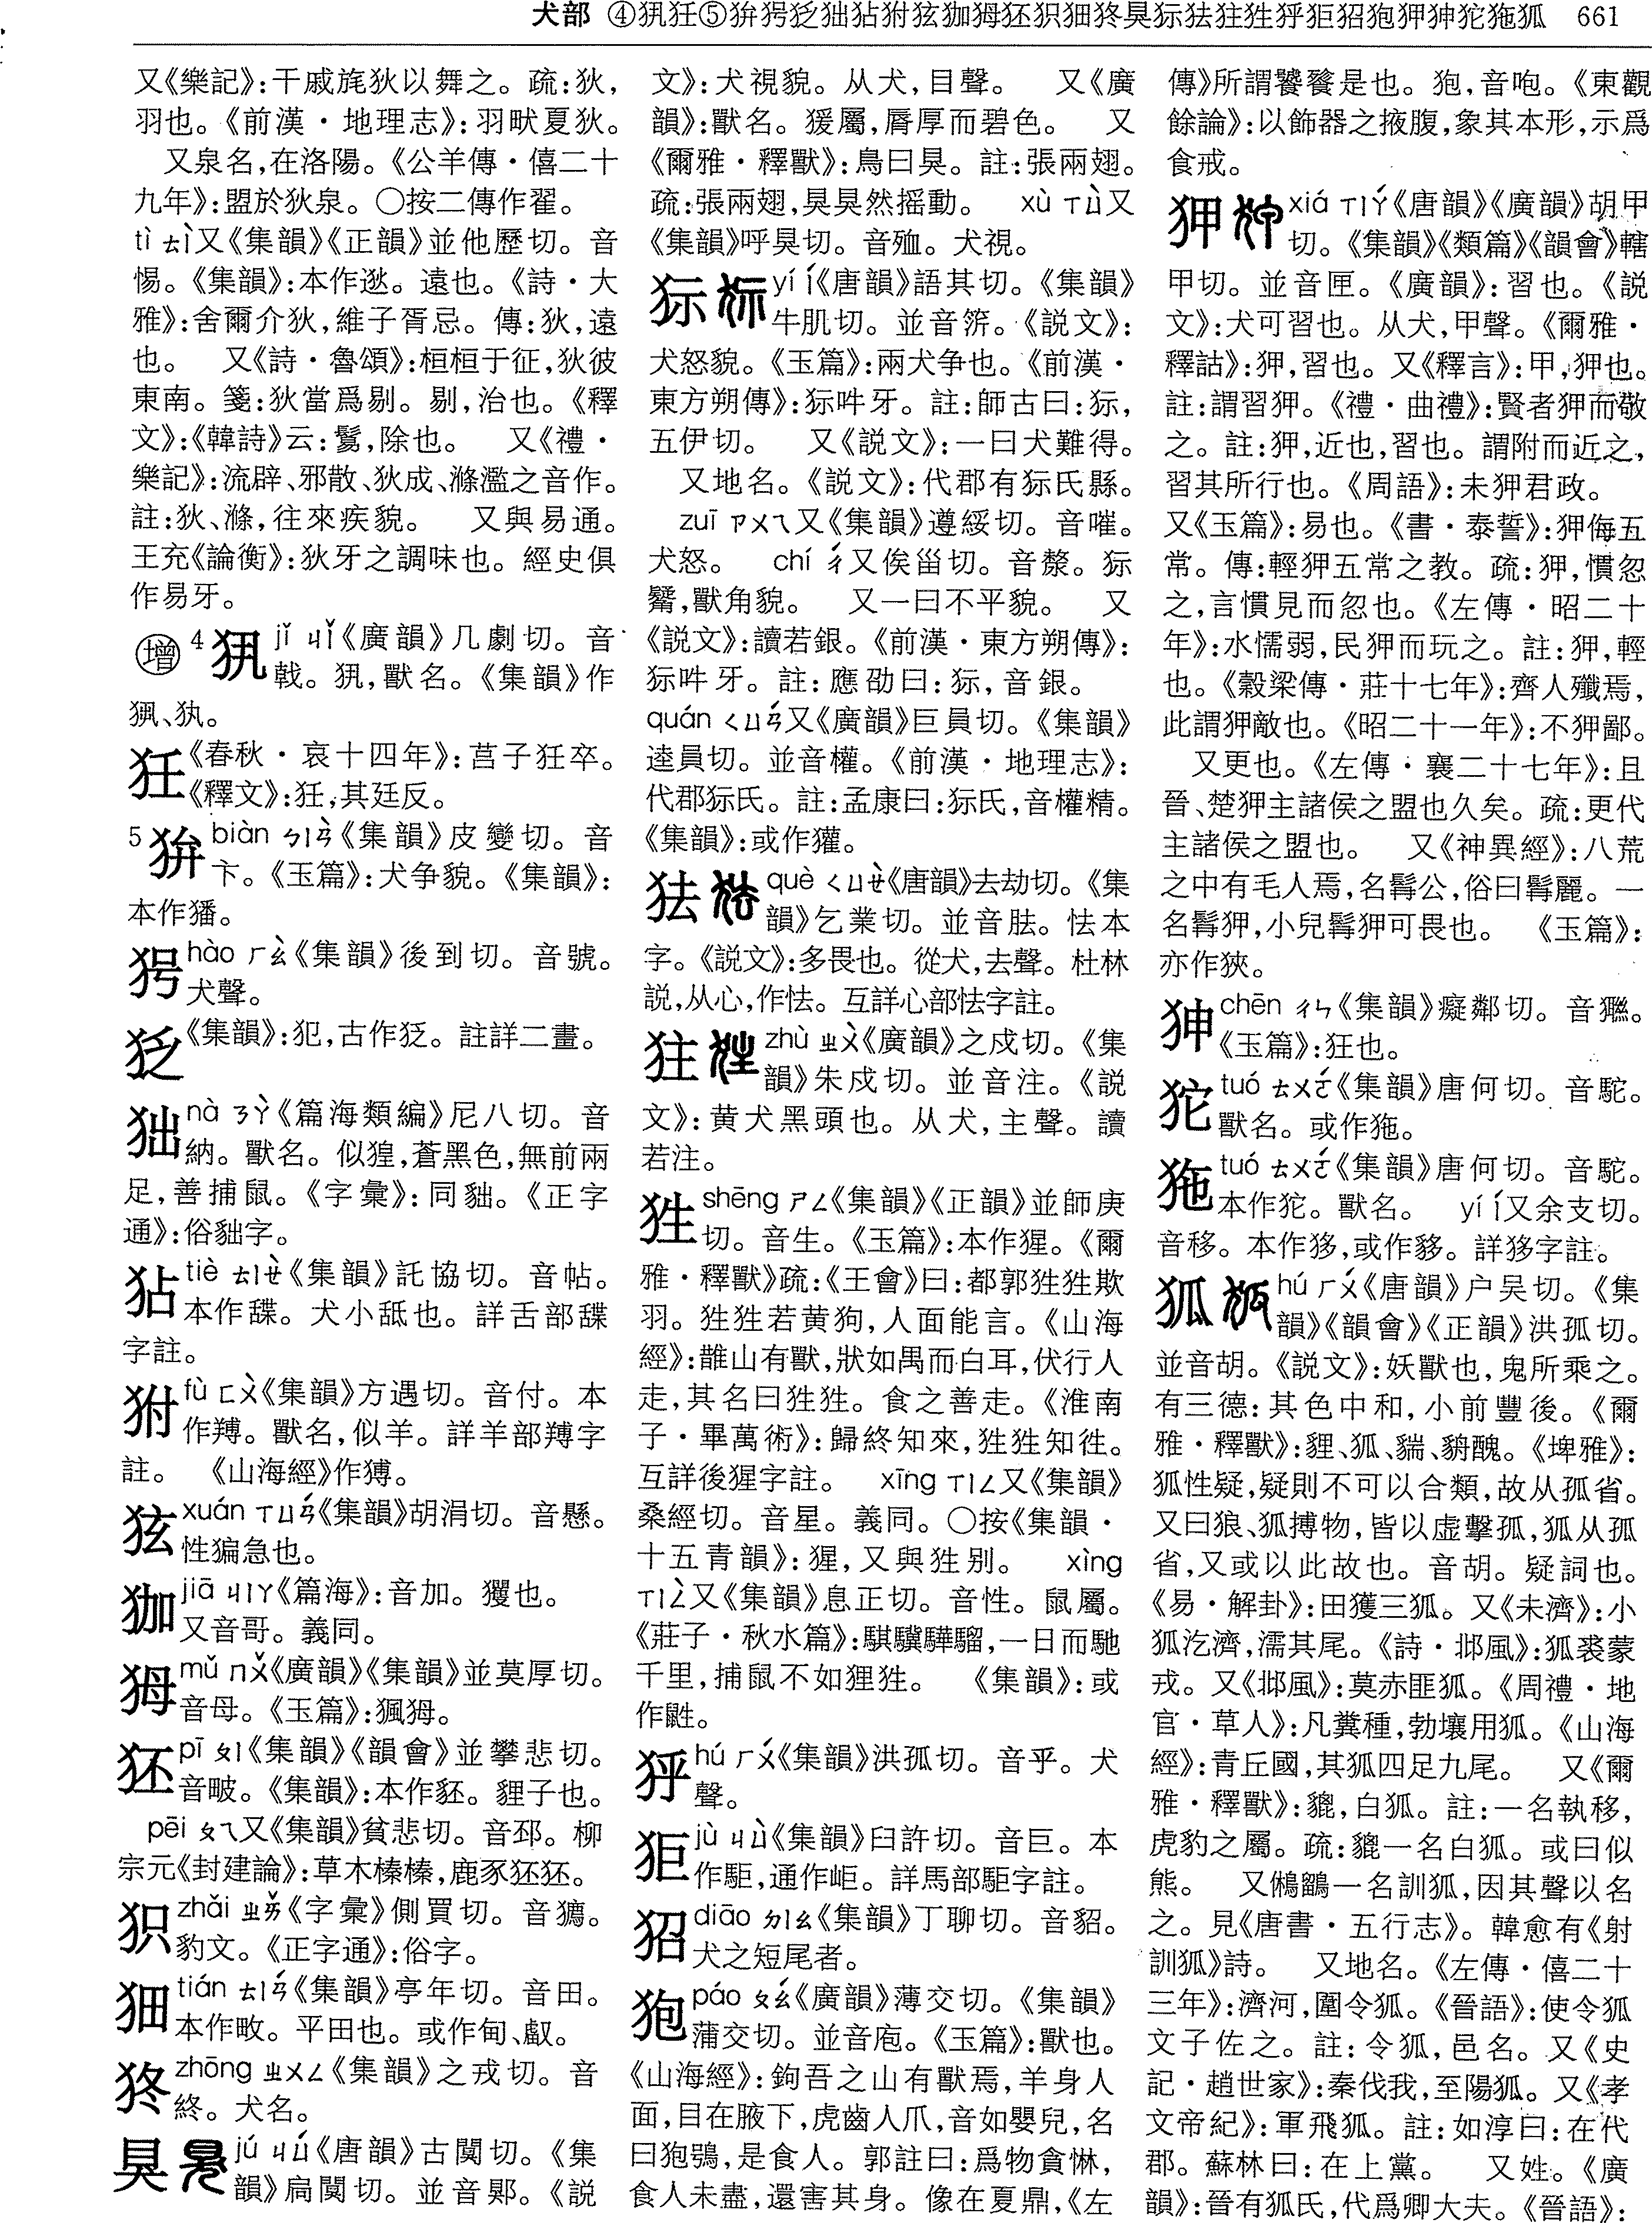 犬部 ④㹟㹵⑤㹹㹱㹃㹤㹇㹆㹡㹢㹪狉㹬㹥㹣狊狋㹤㹥狌㹱狚㹦狍狎㹞狏㹭狐 661
又《樂記》:干戚旄狄以舞之。疏:狄,
羽也。《前漢·地理志》:羽畎夏狄。
又泉名,在洛陽。《公羊傳·僖二十
九年》:盟於狄泉。〇按二傳作翟。
tì ㄊㄧˋ又《集韻》《正韻》並他歷切。音
惕。《集韻》:本作逖。遠也。《詩·大
雅》:舍爾介狄,維予胥忌。傳:狄,遠
也。 又《詩·魯頌》:桓桓于征,狄彼
東南。箋:狄當爲剔。剔,治也。《釋
文》:《韓詩》云:鬄,除也。 又《禮·
樂記》:流辟、邪散、狄成、滌濫之音作。
註:狄、滌,往來疾貌。 又與易通。
王充《論衡》:狄牙之調味也。經史俱
作易牙。
增 4 jǐ ㄐㄧˇ《廣韻》几劇切。音
戟。 ,獸名。《集韻》作
《春秋·哀十四年》:莒子狂卒。
《釋文》:狂,其廷反。
5 biàn ㄅㄧㄢˋ《集韻》皮變切。音
卞。《玉篇》:犬争貌。《集韻》:
本作獖。
hào ㄏㄠˋ《集韻》後到切。音號。
犬聲。
《集韻》:犯,古作㹃。註詳二畫。
nà ㄋㄚˋ《篇海類編》尼八切。音
納。獸名。似猩,蒼黑色,無前兩
足,善捕鼠。《字彙》:同貀。《正字
通》:俗貀字。
tiè ㄊㄧㄝˋ《集韻》託協切。音帖。
本作䑜。犬小舐也。詳舌部䑜
字註。
fù ㄈㄨˋ《集韻》方遇切。音付。本
作羳。獸名,似羊。詳羊部羳字
註。 《山海經》作猼。
xuán ㄒㄩㄢˊ《集韻》胡涓切。音懸。
性猵急也。
jiā ㄐㄧㄚ《篇海》:音加。玃也。
又音哥。義同。
mǔ ㄇㄨˇ《廣韻》《集韻》並莫厚切。
音母。《玉篇》:猦㹪。
狉 pī ㄆㄧ《集韻》《韻會》並攀悲切。
音岥。《集韻》:本作豾。貍子也。
pēi ㄆㄟ又《集韻》貧悲切。音邳。柳
宗元《封建論》:草木榛榛,鹿豕狉狉。
zhǎi ㄓㄞˇ《字彙》側買切。音㺄。
豹文。《正字通》:俗字。
tián ㄊㄧㄢˊ《集韻》亭年切。音田。
本作畋。平田也。或作甸、㽙。
zhōng ㄓㄨㄥ《集韻》之戎切。音
終。犬名。
狊 jú ㄐㄩˊ《唐韻》古闃切。《集
韻》扃闃切。並音郹。《説
文》:犬視貌。从犬,目聲。 又《廣
韻》:獸名。猨屬,脣厚而碧色。 又
《爾雅·釋獸》:鳥曰狊。註:張兩翅。
疏:張兩翅,狊狊然摇動。 xù ㄒㄩˋ又
《集韻》呼狊切。音殈。犬視。
狋 yí ㄧˊ《唐韻》語其切。《集韻》
牛肌切。並音䇵。《説文》:
犬怒貌。《玉篇》:兩犬争也。《前漢·
東方朔傳》:狋吽牙。註:師古曰:狋,
五伊切。 又《説文》:一曰犬難得。
又地名。《説文》:代郡有狋氏縣。
zuī ㄗㄨㄟ又《集韻》遵綏切。音嗺。
犬怒。 chí ㄔˊ又俟甾切。音漦。狋
觺,獸角貌。 又一曰不平貌。 又
《説文》:讀若銀。《前漢·東方朔傳》:
狋吽牙。註:應劭曰:狋,音銀。
quán ㄑㄩㄢˊ又《廣韻》巨員切。《集韻》
逵員切。並音權。《前漢·地理志》:
代郡狋氏。註:孟康曰:狋氏,音權精。
《集韻》:或作獾。
㹤 què ㄑㄩㄝˋ《唐韻》去劫切。《集
韻》乞業切。並音胠。怯本
字。《説文》:多畏也。從犬,去聲。杜林
説,从心,作怯。互詳心部怯字註。
㹥 zhù ㄓㄨˋ《廣韻》之戍切。《集
韻》朱戍切。並音注。《説
文》:黄犬黑頭也。从犬,主聲。讀
若注。
狌 shēng ㄕㄥ《集韻》《正韻》並師庚
切。音生。《玉篇》:本作猩。《爾
雅·釋獸》疏:《王會》曰:都郭狌狌欺
羽。狌狌若黄狗,人面能言。《山海
經》:䧿山有獸,狀如禺而白耳,伏行人
走,其名曰狌狌。食之善走。《淮南
子·畢萬術》:歸終知來,狌狌知往。
互詳後猩字註。 xīng ㄒㄧㄥ又《集韻》
桑經切。音星。義同。〇按《集韻·
十五青韻》:猩,又與狌别。 xìng
ㄒㄧㄥˋ又《集韻》息正切。音性。鼠屬。
《莊子·秋水篇》:騏驥驊騮,一日而馳
千里,捕鼠不如狸狌。 《集韻》:或
作鼪。
hú ㄏㄨˊ《集韻》洪孤切。音乎。犬
聲。
jù ㄐㄩˋ《集韻》臼許切。音巨。本
作駏,通作岠。詳馬部駏字註。
diāo ㄉㄧㄠ《集韻》丁聊切。音貂。
犬之短尾者。
狍 páo ㄆㄠˊ《廣韻》薄交切。《集韻》
蒲交切。並音庖。《玉篇》:獸也。
《山海經》:鉤吾之山有獸焉,羊身人
面,目在腋下,虎齒人爪,音如嬰兒,名
曰狍鴞,是食人。郭註曰:爲物貪惏,
食人未盡,還害其身。像在夏鼎,《左
傳》所謂饕餮是也。狍,音咆。《東觀
餘論》:以飾器之掖腹,象其本形,示爲
食戒。
狎 xiá ㄒㄧㄚˊ《唐韻》《廣韻》胡甲
切。《集韻》《類篇》《韻會》轄
甲切。並音匣。《廣韻》:習也。《説
文》:犬可習也。从犬,甲聲。《爾雅·
釋詁》:狎,習也。又《釋言》:甲,狎也。
註:謂習狎。《禮·曲禮》:賢者狎而敬
之。註:狎,近也,習也。謂附而近之,
習其所行也。《周語》:未狎君政。
又《玉篇》:易也。《書·泰誓》:狎侮五
常。傳:輕狎五常之教。疏:狎,慣忽
之,言慣見而忽也。《左傳·昭二十
年》:水懦弱,民狎而玩之。註:狎,輕
也。《穀梁傳·莊十七年》:齊人殲焉,
此謂狎敵也。《昭二十一年》:不狎鄙。
又更也。《左傳·襄二十七年》:且
晉、楚狎主諸侯之盟也久矣。疏:更代
主諸侯之盟也。 又《神異經》:八荒
之中有毛人焉,名髯公,俗曰髯麗。一
名髯狎,小兒髯狎可畏也。 《玉篇》:
亦作狹。
chēn ㄔㄣ《集韻》癡鄰切。音獜。
《玉篇》:狂也。
tuó ㄊㄨㄛˊ《集韻》唐何切。音駝。
獸名。或作狏。
狏 tuó ㄊㄨㄛˊ《集韻》唐何切。音駝。
本作㸰。獸名。 yí ㄧˊ又余支切。
音移。本作㹭,或作貤。詳㹭字註。
狐 hú ㄏㄨˊ《唐韻》户吴切。《集
韻》《韻會》《正韻》洪孤切。
並音胡。《説文》:妖獸也,鬼所乘之。
有三德:其色中和,小前豐後。《爾
雅·釋獸》:貍、狐、貒、貈醜。《埤雅》:
狐性疑,疑則不可以合類,故从孤省。
又曰狼、狐搏物,皆以虚擊孤,狐从孤
省,又或以此故也。音胡。疑詞也。
《易·解卦》:田獲三狐。又《未濟》:小
狐汔濟,濡其尾。《詩·邶風》:狐裘蒙
戎。又《邶風》:莫赤匪狐。《周禮·地
官·草人》:凡糞種,勃壤用狐。《山海
經》:青丘國,其狐四足九尾。 又《爾
雅·釋獸》:貔,白狐。註:一名執移,
虎豹之屬。疏:貔一名白狐。或曰似
熊。 又鵂鶹一名訓狐,因其聲以名
之。見《唐書·五行志》。韓愈有《射
訓狐》詩。 又地名。《左傳·僖二十
三年》:濟河,圍令狐。《晉語》:使令狐
文子佐之。註:令狐,邑名。又《史
記·趙世家》:秦伐我,至陽狐。又《孝
文帝紀》:軍飛狐。註:如淳曰:在代
郡。蘇林曰:在上黨。 又姓。《廣
韻》:晉有狐氏,代爲卿大夫。《晉語》: